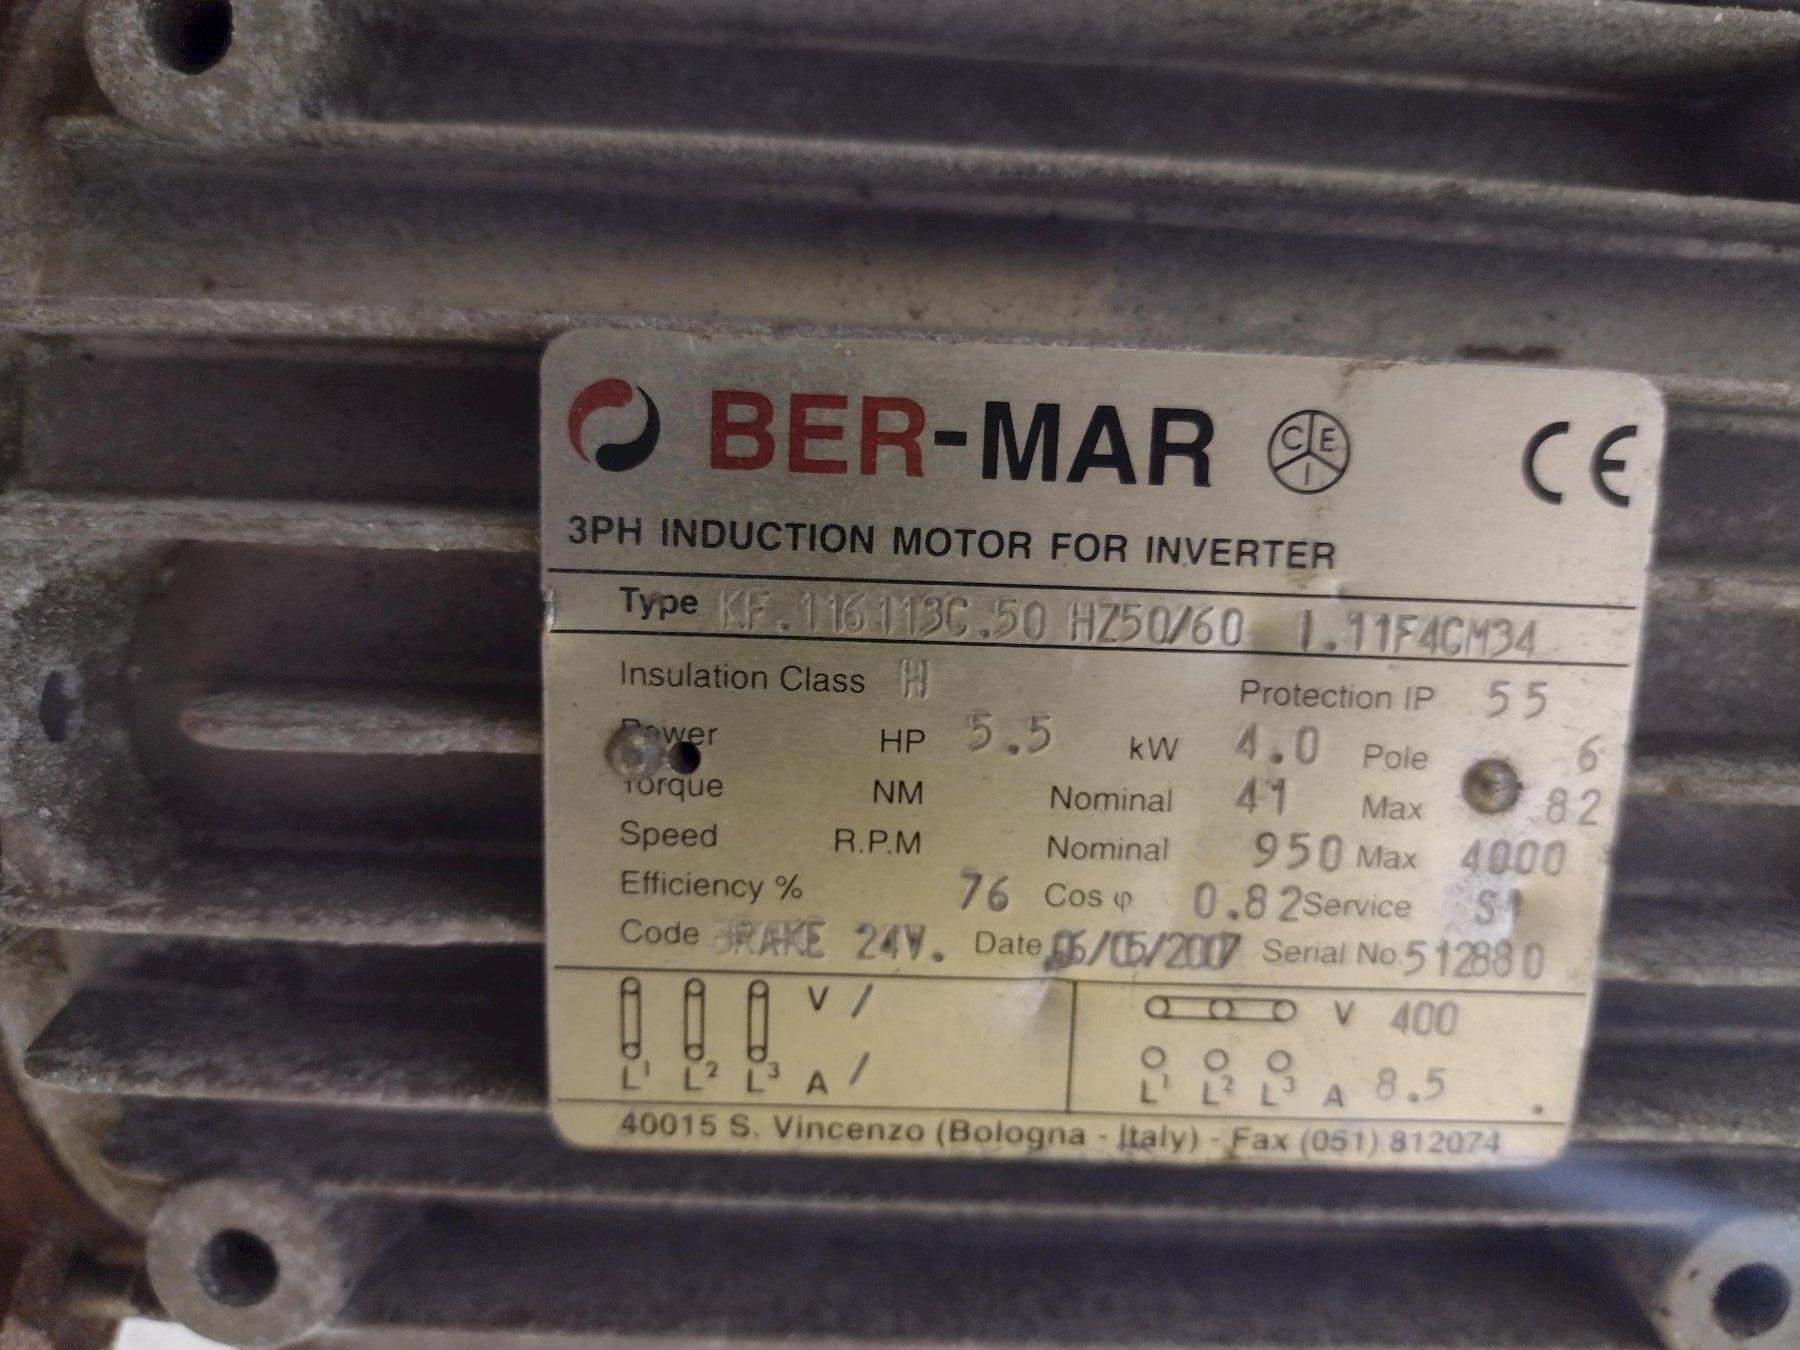 BER-MAR CEI CE
3PH INDUCTION MOTOR FOR INVERTER
Type KF.116113C.50 HZ50/60 1.11F4CM34
Insulation Class H Protection IP 55
Power HP 5.5 kW 4.0 Pole 6
Torque NM Nominal 41 Max 82
Speed R.P.M Nominal 950 Max 4000
Efficiency % 76 Cos φ 0.82 Service S1
Code BRAKE 24V. Date 06/05/2007 Serial No. 512880
V / V 400
L1 L2 L3 A / L1 L2 L3 A 8.5
40015 S. Vincenzo (Bologna - Italy) - Fax (051) 812074